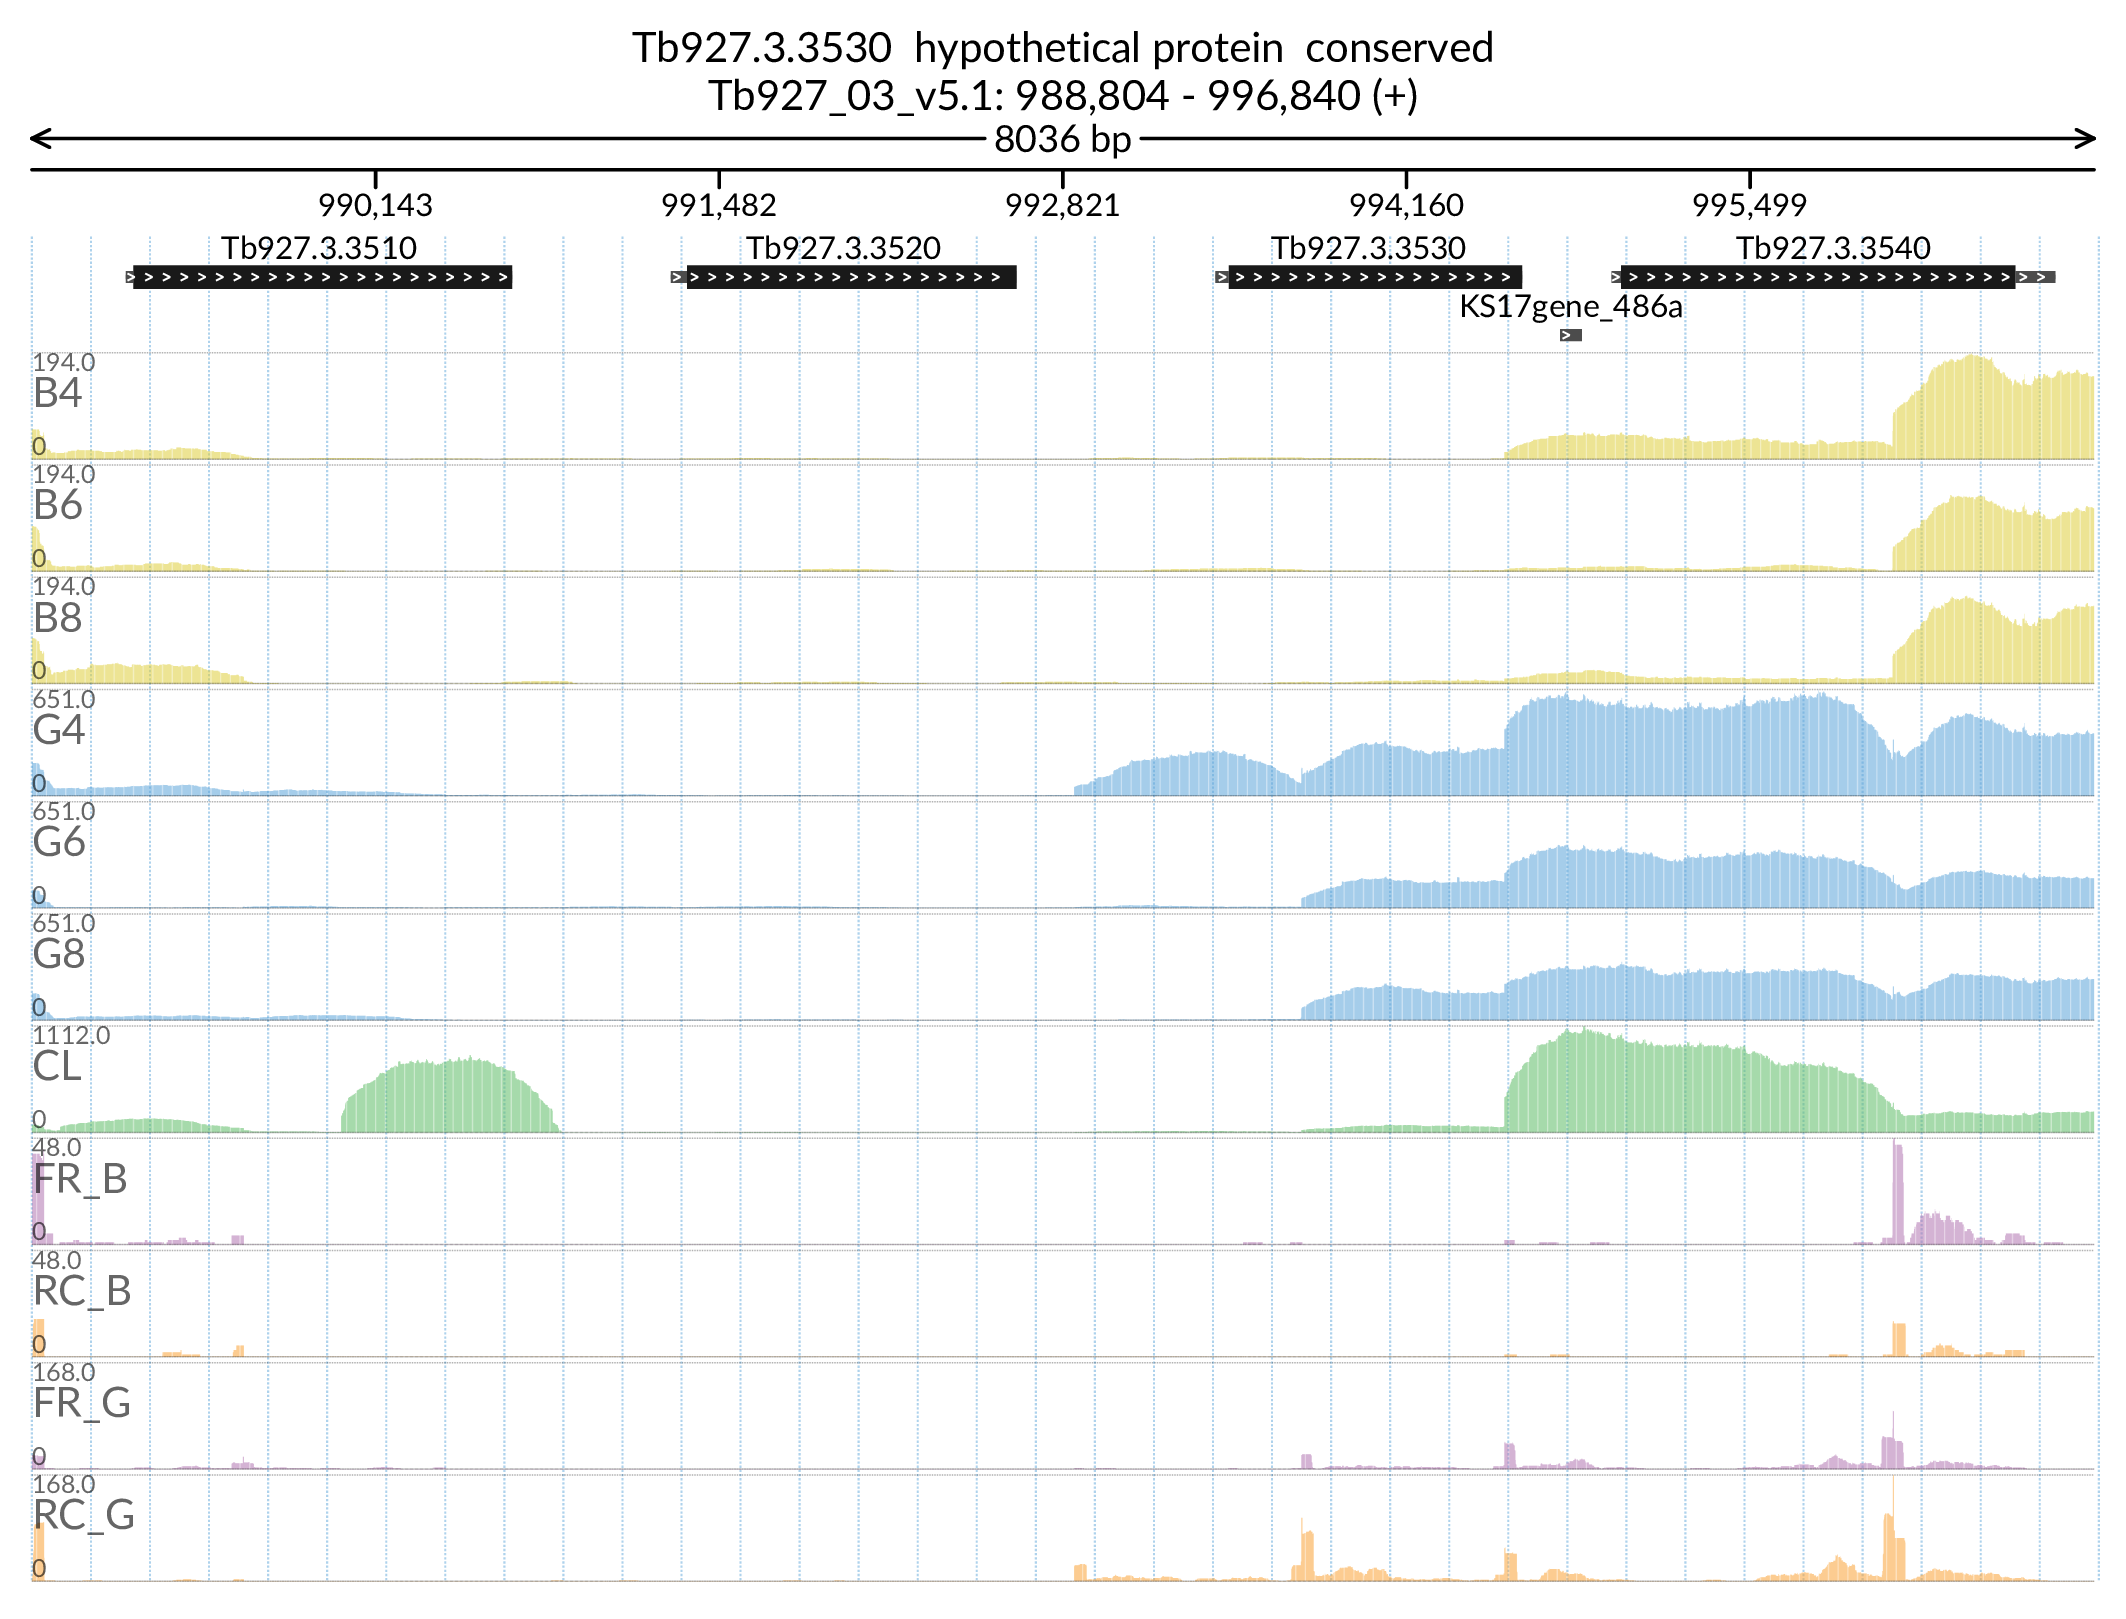 Tb927.3.3530 hypothetical protein conserved
Tb927_03_v5.1: 988,804 - 996,840 (+)
8036 bp
990,143 991,482 992,821 994,160 995,499
Tb927.3.3510 Tb927.3.3520 Tb927.3.3530 Tb927.3.3540
KS17gene_486a
194.0
B4
0
194.0
B6
0
194.0
B8
0
651.0
G4
0
651.0
G6
0
651.0
G8
0
1112.0
CL
0
48.0
FR_B
0
48.0
RC_B
0
168.0
FR_G
0
168.0
RC_G
0